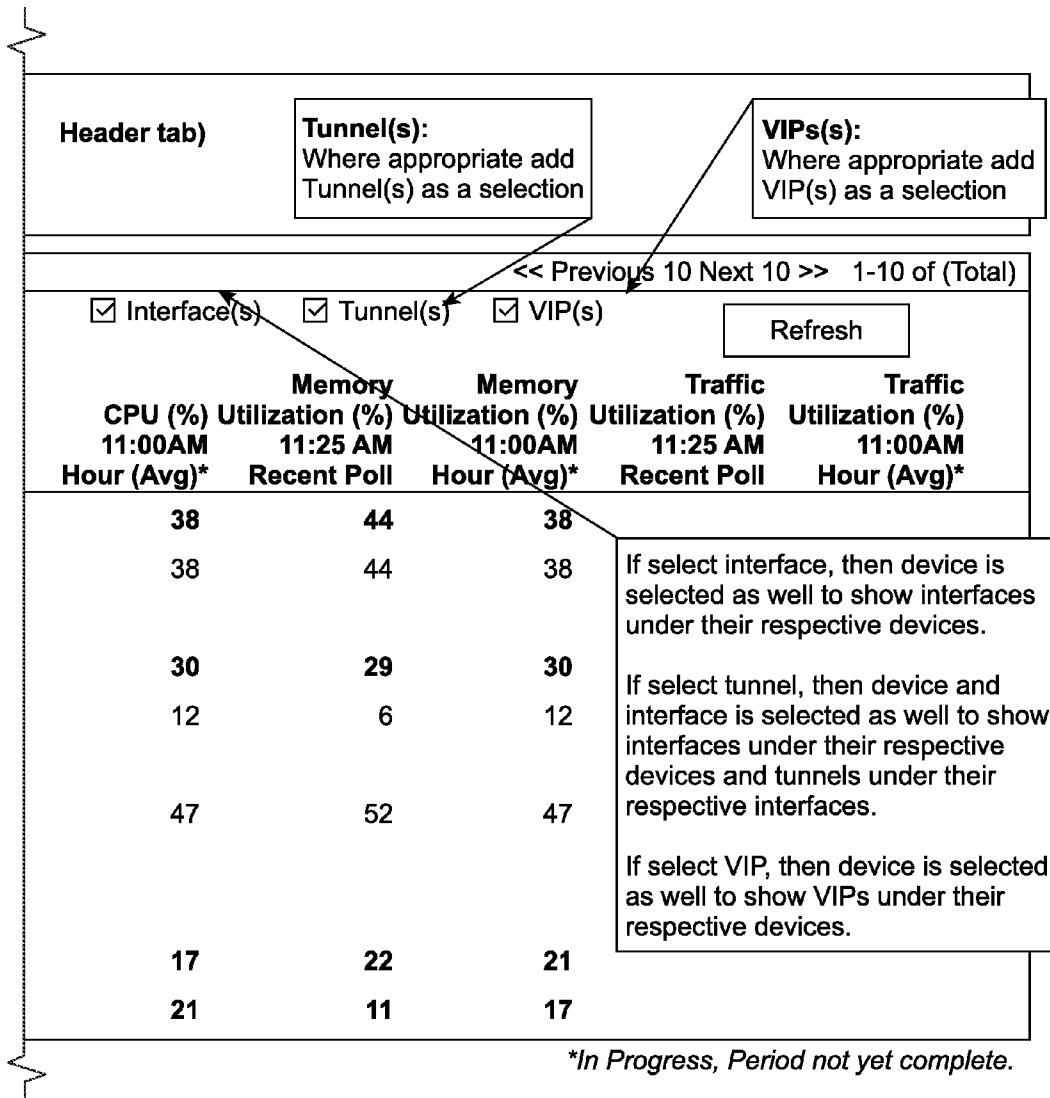 Header tab)
Tunnel(s):
Where appropriate add
Tunnel(s) as a selection
VIPs(s):
Where appropriate add
VIP(s) as a selection
<< Previous 10 Next 10 >> 1-10 of (Total)
Interface(s) Tunnel(s) VIP(s)
Refresh
Memory Memory Traffic Traffic
CPU (%) Utilization (%) Utilization (%) Utilization (%) Utilization (%)
11:00AM 11:25 AM 11:00AM 11:25 AM 11:00AM
Hour (Avg)* Recent Poll Hour (Avg)* Recent Poll Hour (Avg)*
38 44 38
38 44 38
30 29 30
12 6 12
47 52 47
17 22 21
21 11 17
If select interface, then device is
selected as well to show interfaces
under their respective devices.
If select tunnel, then device and
interface is selected as well to show
interfaces under their respective
devices and tunnels under their
respective interfaces.
If select VIP, then device is selected
as well to show VIPs under their
respective devices.
*In Progress, Period not yet complete.